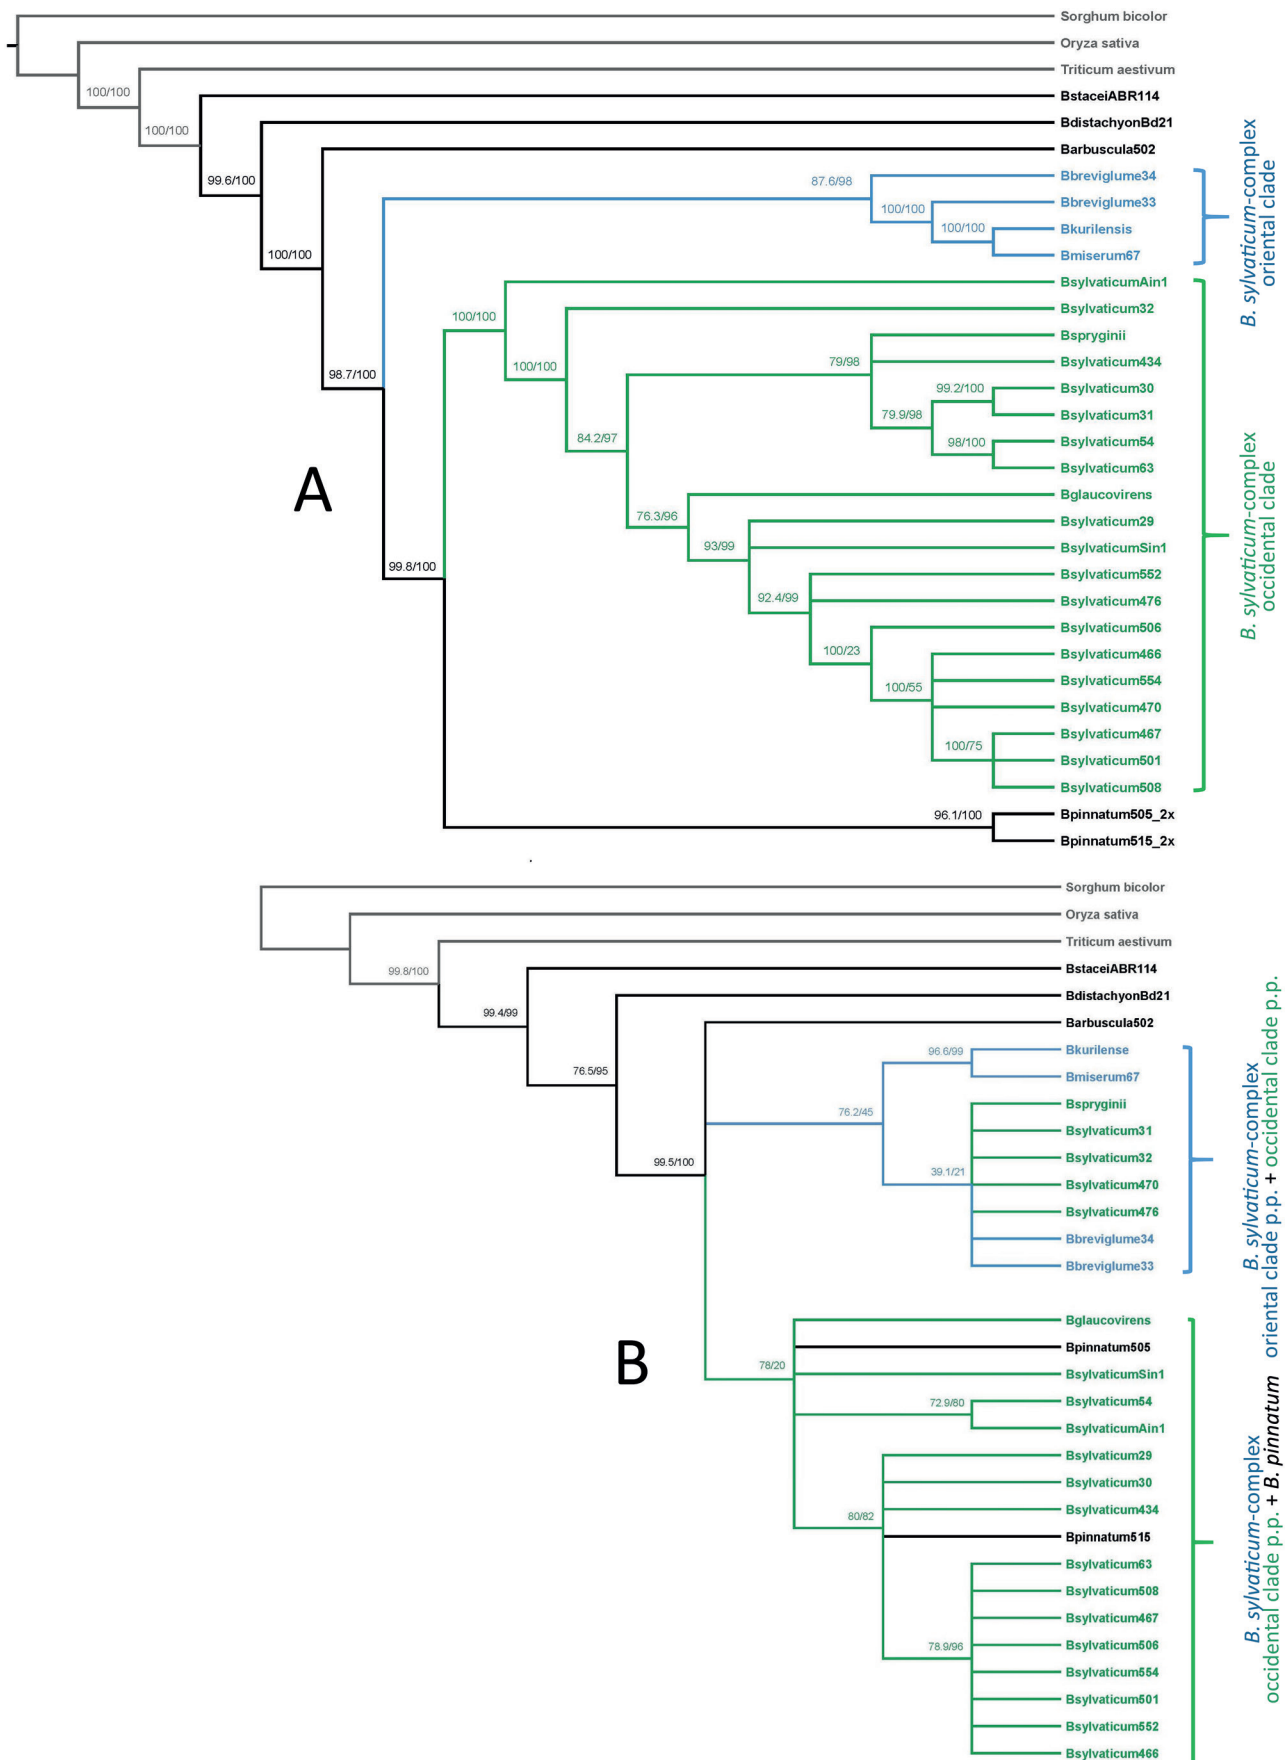 Sorghum bicolor
Oryza sativa
Triticum aestivum
100/100
BstaceiABR114
100/100
BdistachyonBd21
Barbuscula502
99.6/100
87.6/98
Bbreviglume34
100/100
Bbreviglume33
100/100
Bkurilensis
100/100
Bmiserum67
B. sylvaticum-complex
oriental clade
BsylvaticumAin1
100/100
Bsylvaticum32
Bspryginii
100/100
79/98
Bsylvaticum434
98.7/100
99.2/100
Bsylvaticum30
79.9/98
Bsylvaticum31
84.2/97
98/100
Bsylvaticum54
Bsylvaticum63
A
Bglaucovirens
76.3/96
Bsylvaticum29
93/99
BsylvaticumSin1
99.8/100
Bsylvaticum552
92.4/99
Bsylvaticum476
Bsylvaticum506
100/23
Bsylvaticum466
Bsylvaticum554
100/55
Bsylvaticum470
Bsylvaticum467
100/75
Bsylvaticum501
Bsylvaticum508
B. sylvaticum-complex
occidental clade
96.1/100
Bpinnatum505_2x
Bpinnatum515_2x
Sorghum bicolor
Oryza sativa
Triticum aestivum
99.8/100
BstaceiABR114
BdistachyonBd21
99.4/99
Barbuscula502
96.6/99
Bkurilense
76.5/95
Bmiserum67
Bspryginii
76.2/45
Bsylvaticum31
Bsylvaticum32
99.5/100
39.1/21
Bsylvaticum470
Bsylvaticum476
Bbreviglume34
Bbreviglume33
B. sylvaticum-complex
oriental clade p.p. + occidental clade p.p.
Bglaucovirens
B
Bpinnatum505
78/20
BsylvaticumSin1
72.9/80
Bsylvaticum54
BsylvaticumAin1
Bsylvaticum29
Bsylvaticum30
80/82
Bsylvaticum434
Bpinnatum515
Bsylvaticum63
Bsylvaticum508
Bsylvaticum467
78.9/96
Bsylvaticum506
Bsylvaticum554
Bsylvaticum501
Bsylvaticum552
Bsylvaticum466
B. sylvaticum-complex
occidental clade p.p. + B. pinnatum